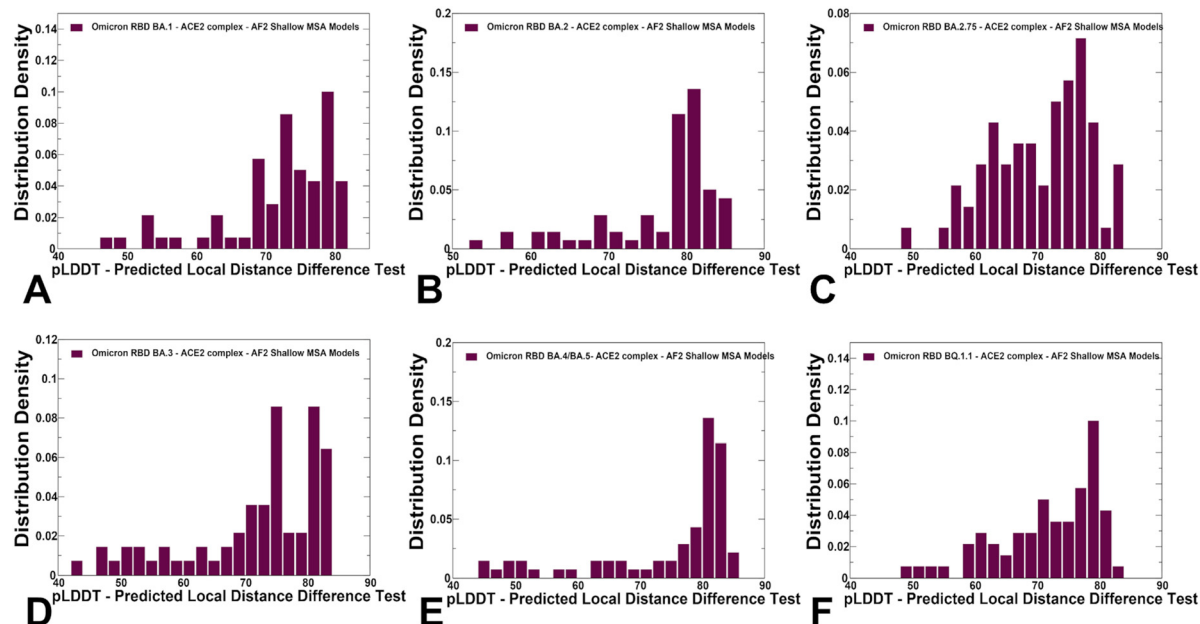 Omicron RBD BA.1 - ACE2 complex - AF2 Shallow MSA Models
Distribution Density
0.14
0.12
0.1
0.08
0.06
0.04
0.02
0
40
50
60
70
80
pLDDT - Predicted Local Distance Difference Test
A
Omicron RBD BA.2 - ACE2 complex - AF2 Shallow MSA Models
Distribution Density
0.2
0.15
0.1
0.05
0
50
60
70
80
90
pLDDT - Predicted Local Distance Difference Test
B
Omicron RBD BA.2.75 - ACE2 complex - AF2 Shallow MSA Models
Distribution Density
0.08
0.06
0.04
0.02
0
40
50
60
70
80
90
pLDDT - Predicted Local Distance Difference Test
C
Omicron RBD BA.3 - ACE2 complex - AF2 Shallow MSA Models
Distribution Density
0.12
0.1
0.08
0.06
0.04
0.02
0
40
50
60
70
80
90
pLDDT - Predicted Local Distance Difference Test
D
Omicron RBD BA.4/BA.5- ACE2 complex - AF2 Shallow MSA Models
Distribution Density
0.2
0.15
0.1
0.05
0
50
60
70
80
90
pLDDT - Predicted Local Distance Difference Test
E
Omicron RBD BQ.1.1 - ACE2 complex - AF2 Shallow MSA Models
Distribution Density
0.14
0.12
0.1
0.08
0.06
0.04
0.02
0
40
50
60
70
80
90
pLDDT - Predicted Local Distance Difference Test
F